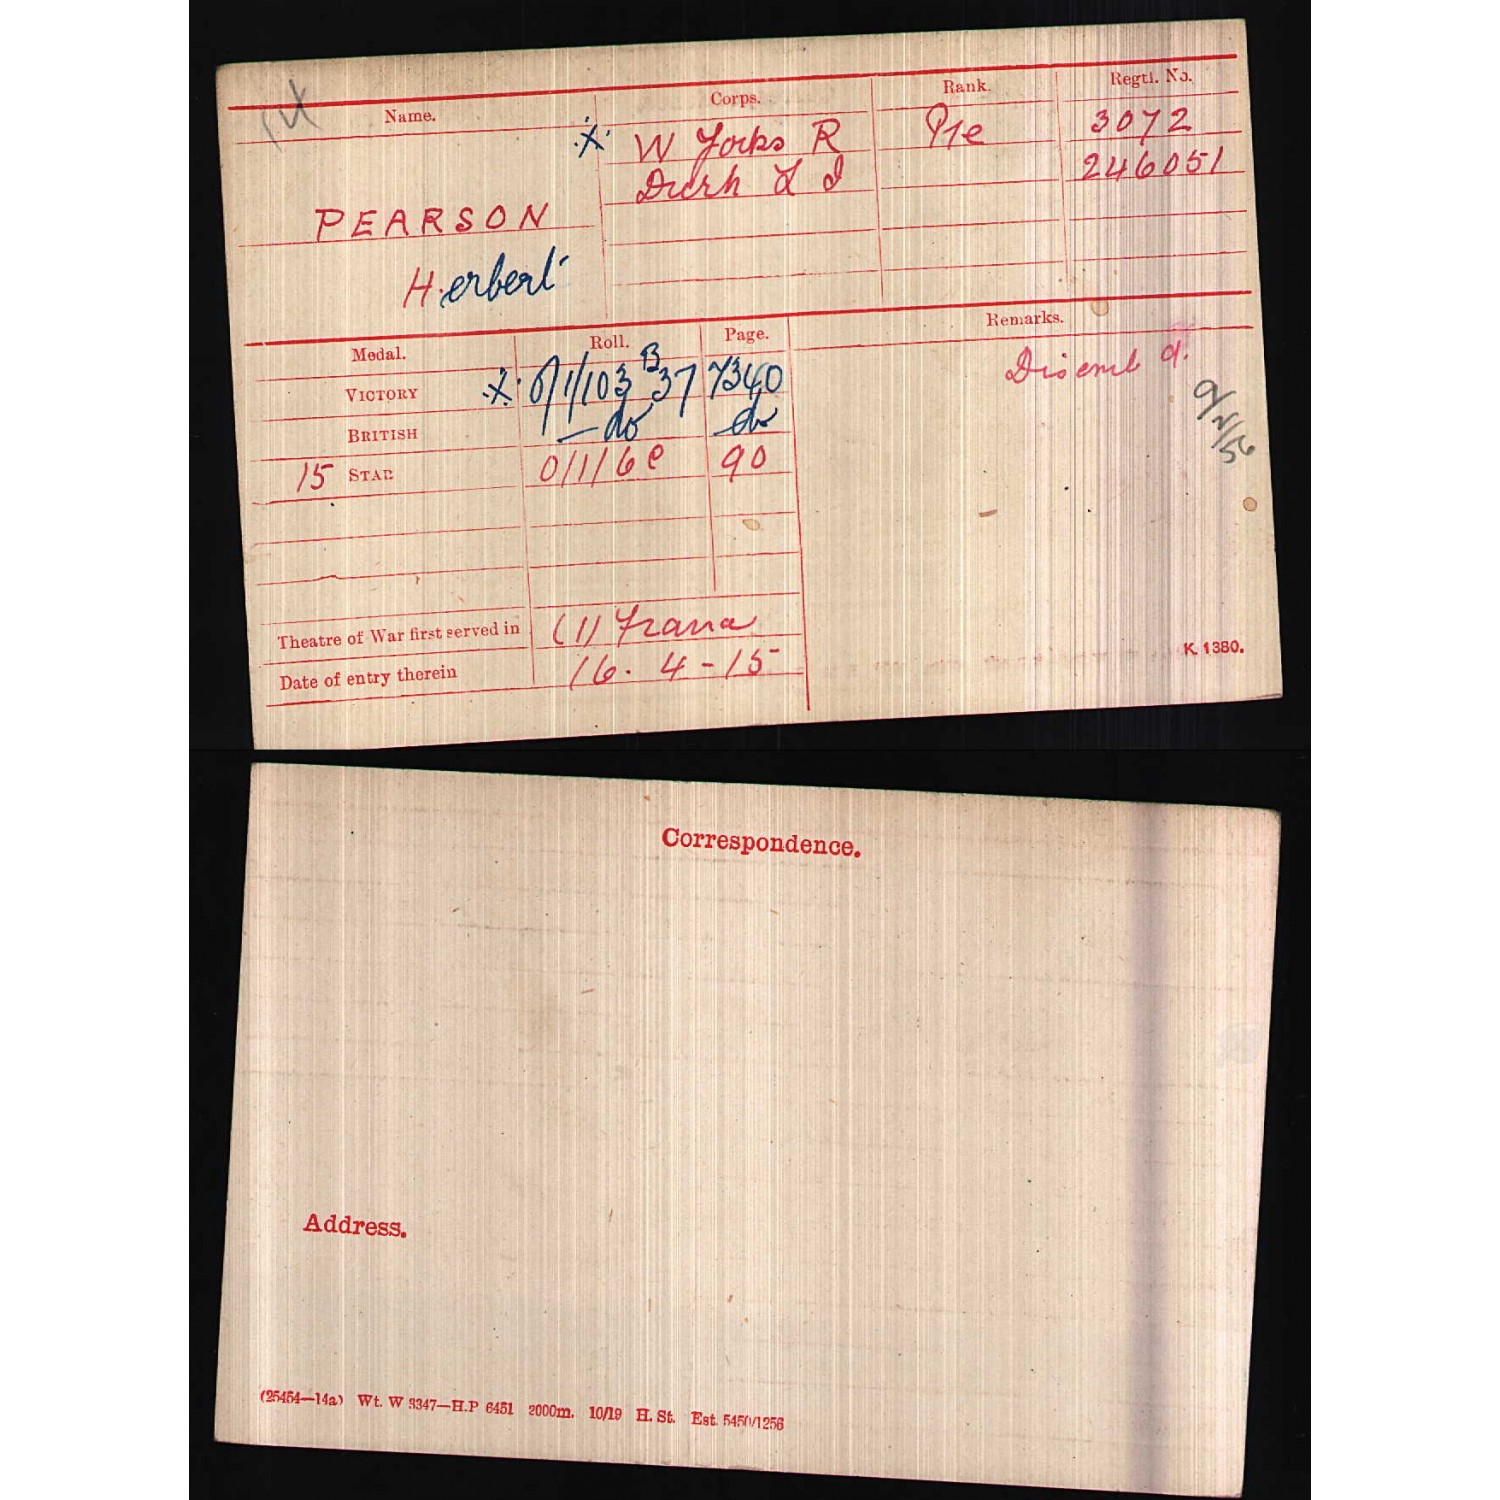 Name. Corps. Rank. Regtl. No.
·X· W Yorks R Pte 3072
Durh L I 246051
PEARSON
Herbert
Medal. Roll. Page. Remarks.
VICTORY ·X· O/1/103 B 37 7340 Disemb d.
BRITISH — do do
15 STAR O/1/6 C 90
Theatre of War first served in (1) France
Date of entry therein 16. 4 - 15
K. 1380.
Correspondence.
Address.
(25454—14a) Wt. W 3347—H.P 6451 2000m. 10/19 H. St. Est. 5450/1256